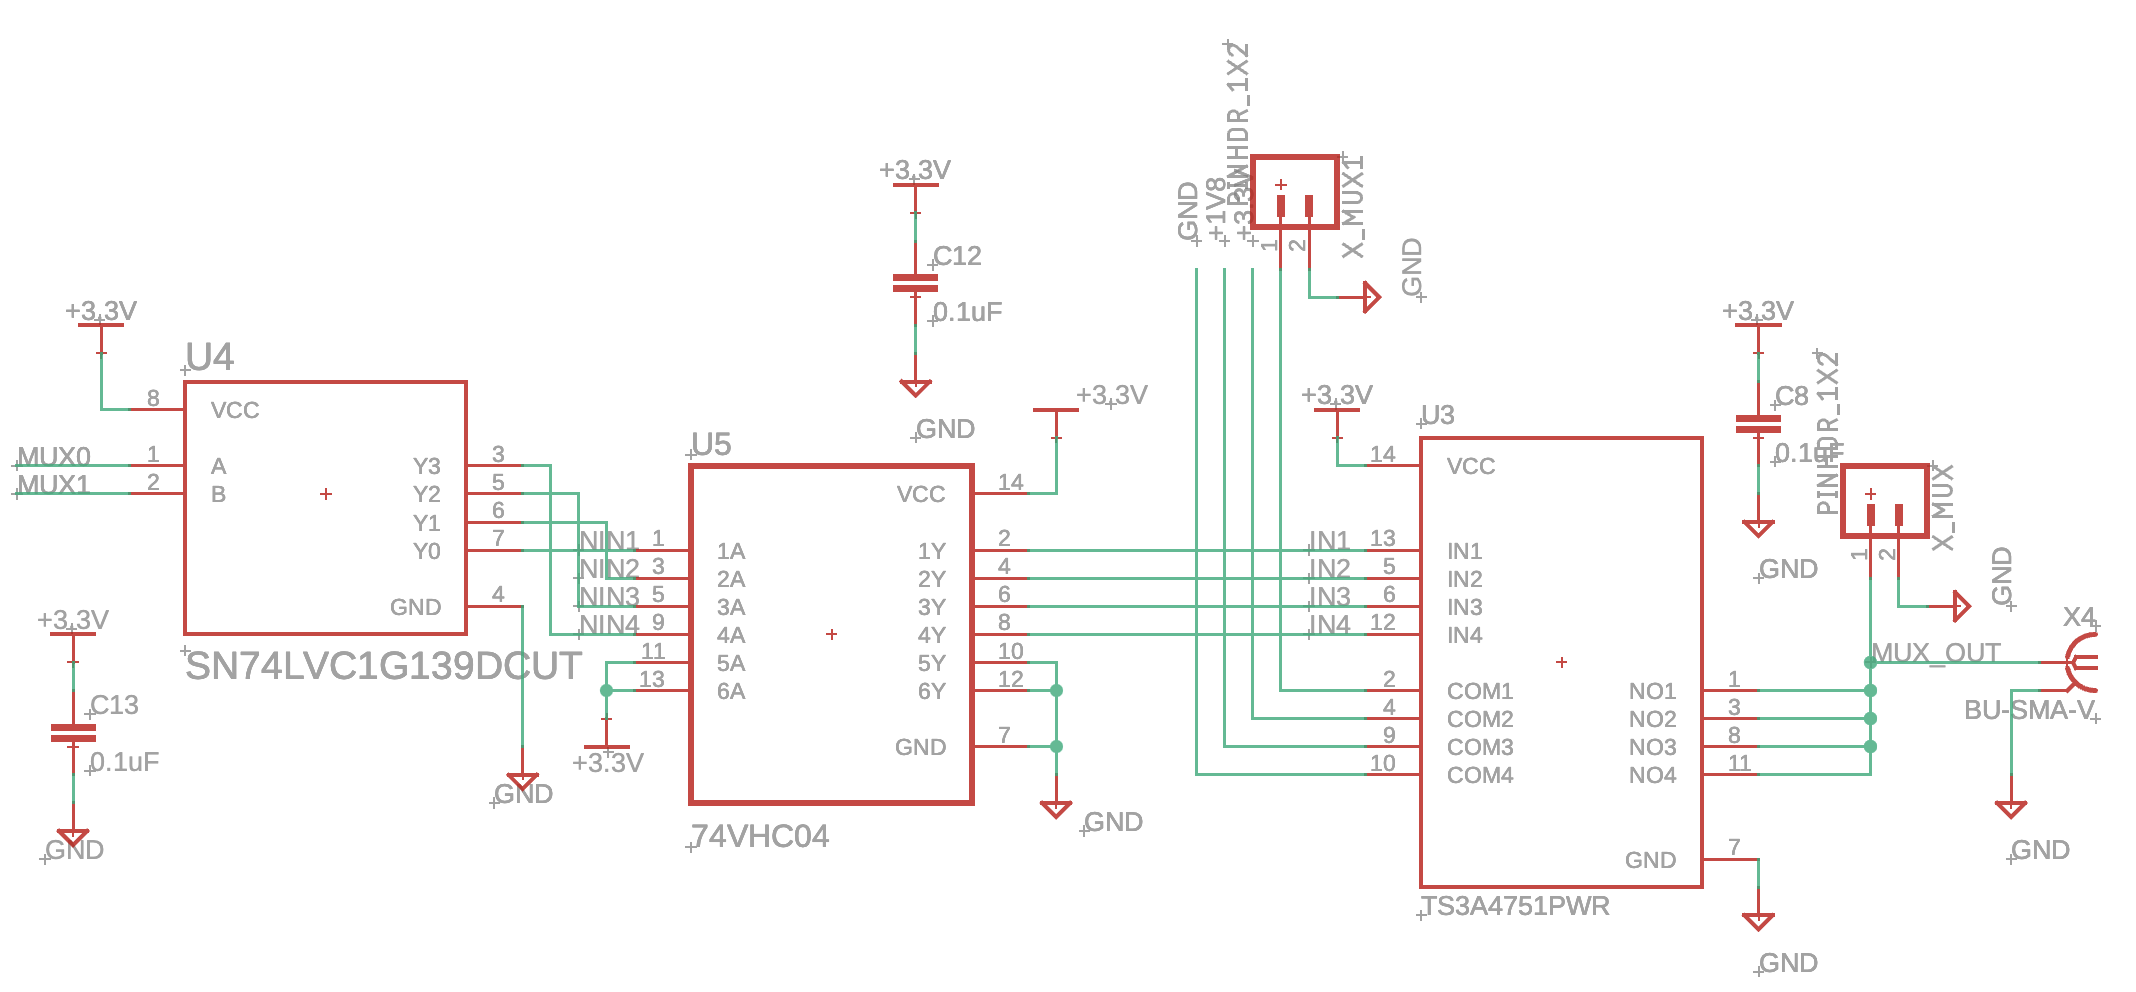 +3.3V
U4
8
VCC
MUX0
1
A
MUX1
2
B
Y3
3
Y2
5
Y1
6
Y0
7
GND
4
SN74LVC1G139DCUT
GND
+3.3V
C13
0.1uF
GND
+3.3V
C12
0.1uF
GND
U5
+3.3V
VCC
14
NIN1
1
1A
NIN2
3
2A
NIN3
5
3A
NIN4
9
4A
11
5A
13
6A
+3.3V
1Y
2
2Y
4
3Y
6
4Y
8
5Y
10
6Y
12
GND
7
GND
74VHC04
PINHDR_1X2
GND
+1V8
+3.3V
1
2
X_MUX1
GND
+3.3V
U3
14
VCC
IN1
13
IN1
IN2
5
IN2
IN3
6
IN3
IN4
12
IN4
2
COM1
4
COM2
9
COM3
10
COM4
NO1
1
NO2
3
NO3
8
NO4
11
GND
7
GND
TS3A4751PWR
+3.3V
C8
0.1uF
GND
PINHDR_1X2
1
2
X_MUX
GND
MUX_OUT
X4
BU-SMA-V
GND